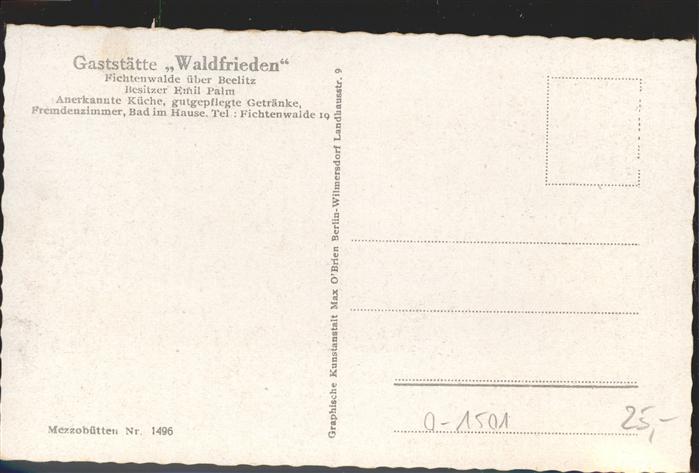 Gaststätte „Waldfrieden“
Fichtenwalde über Beelitz
Besitzer Emil Palm
Anerkannte Küche, gutgepflegte Getränke,
Fremdenzimmer, Bad im Hause. Tel : Fichtenwalde 19
Graphische Kunstanstalt Max O'Brien Berlin-Wilmersdorf Landhausstr. 9
Mezzobütten Nr. 1496
0-1501
25,-